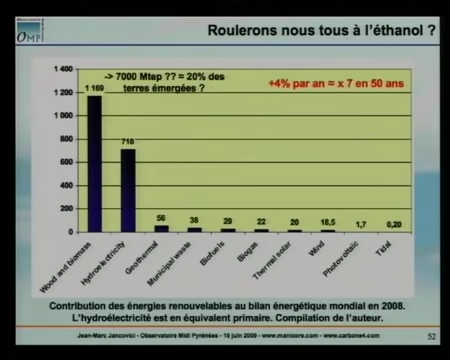 OMP
Roulerons nous tous à l'éthanol ?
1 400
1 200
1 000
800
600
400
200
0
-> 7000 Mtep ?? = 20% des
terres émergées ?
+4% par an = x 7 en 50 ans
1 169
710
56
38
29
22
20
18,5
1,7
0,20
Wood and biomass
Hydroelectricity
Geothermal
Municipal waste
Biofuels
Biogas
Thermal solar
Wind
Photovoltaic
Tidal
Contribution des énergies renouvelables au bilan énergétique mondial en 2008.
L'hydroélectricité est en équivalent primaire. Compilation de l'auteur.
Jean-Marc Jancovici - Observatoire Midi Pyrénées - 16 juin 2009 - www.manicore.com - www.carbone4.com
52